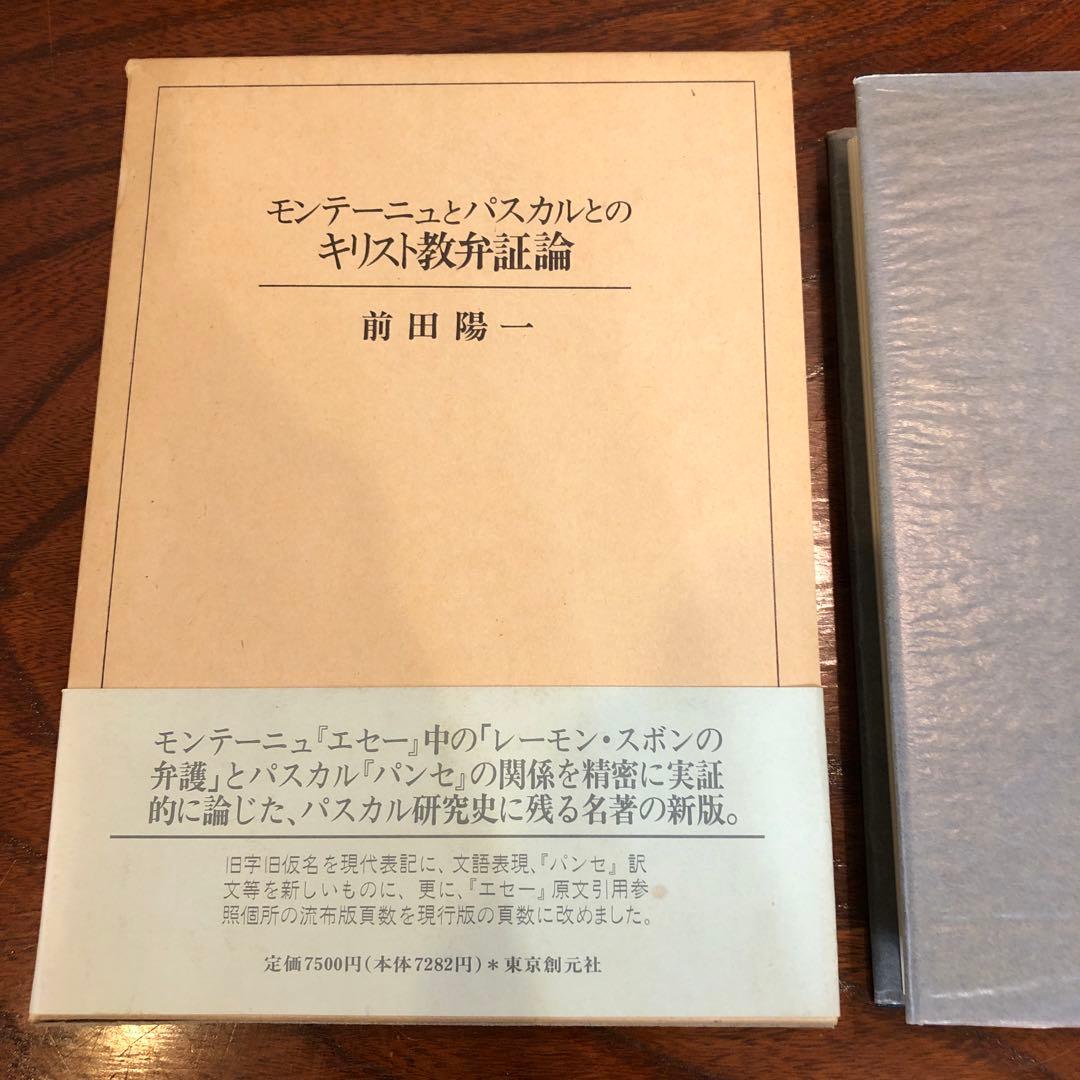 モンテーニュとパスカルとの
キリスト教弁証論
前田陽一
モンテーニュ『エセー』中の「レーモン・スボンの
弁護」とパスカル『パンセ』の関係を精密に実証
的に論じた、パスカル研究史に残る名著の新版。
旧字旧仮名を現代表記に、文語表現、『パンセ』訳
文等を新しいものに、更に、『エセー』原文引用参
照個所の流布版頁数を現行版の頁数に改めました。
定価7500円(本体7282円)*東京創元社